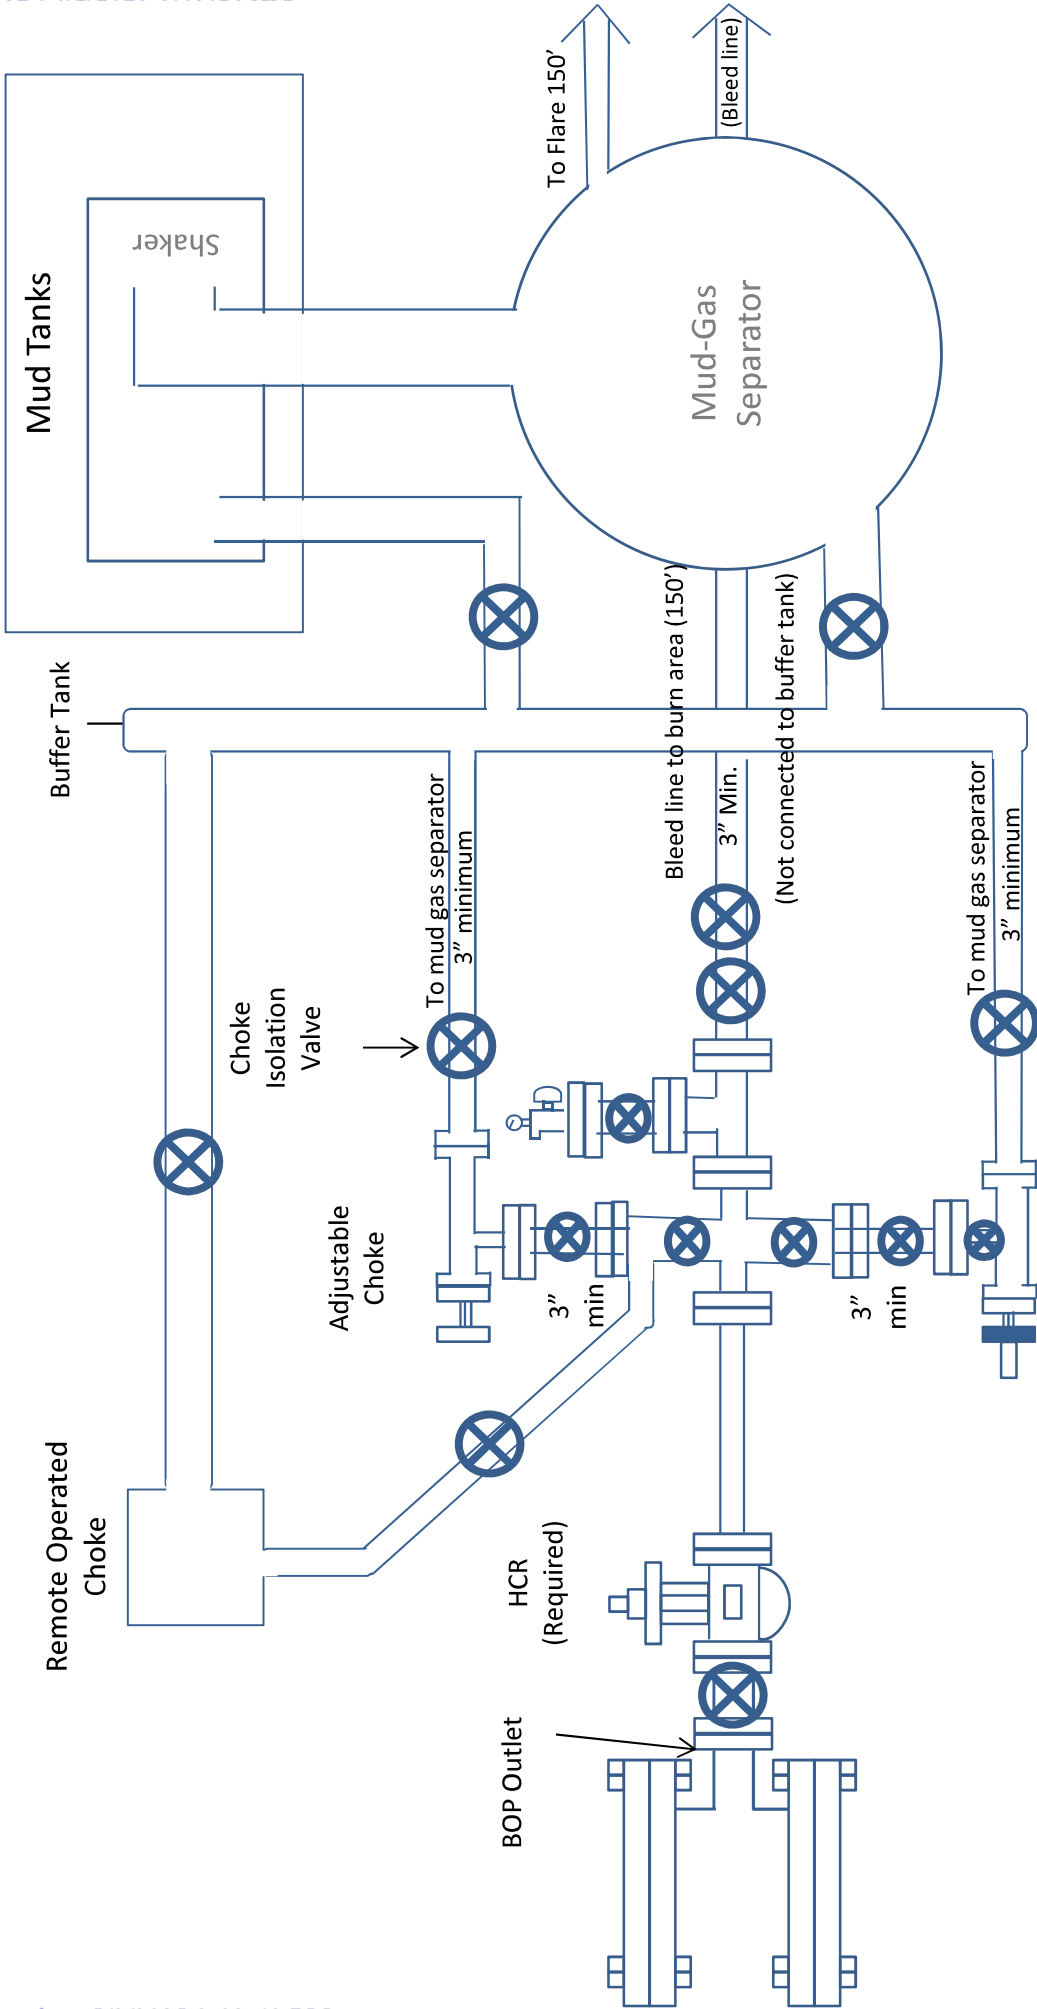 Mud Tanks
Shaker
To Flare 150’
(Bleed line)
Mud-Gas
Separator
Buffer Tank
Bleed line to burn area (150’)
3” Min.
(Not connected to buffer tank)
To mud gas separator
3” minimum
To mud gas separator
3” minimum
Choke
Isolation
Valve
Adjustable
Choke
3”
min
3”
min
Remote Operated
Choke
HCR
(Required)
BOP Outlet